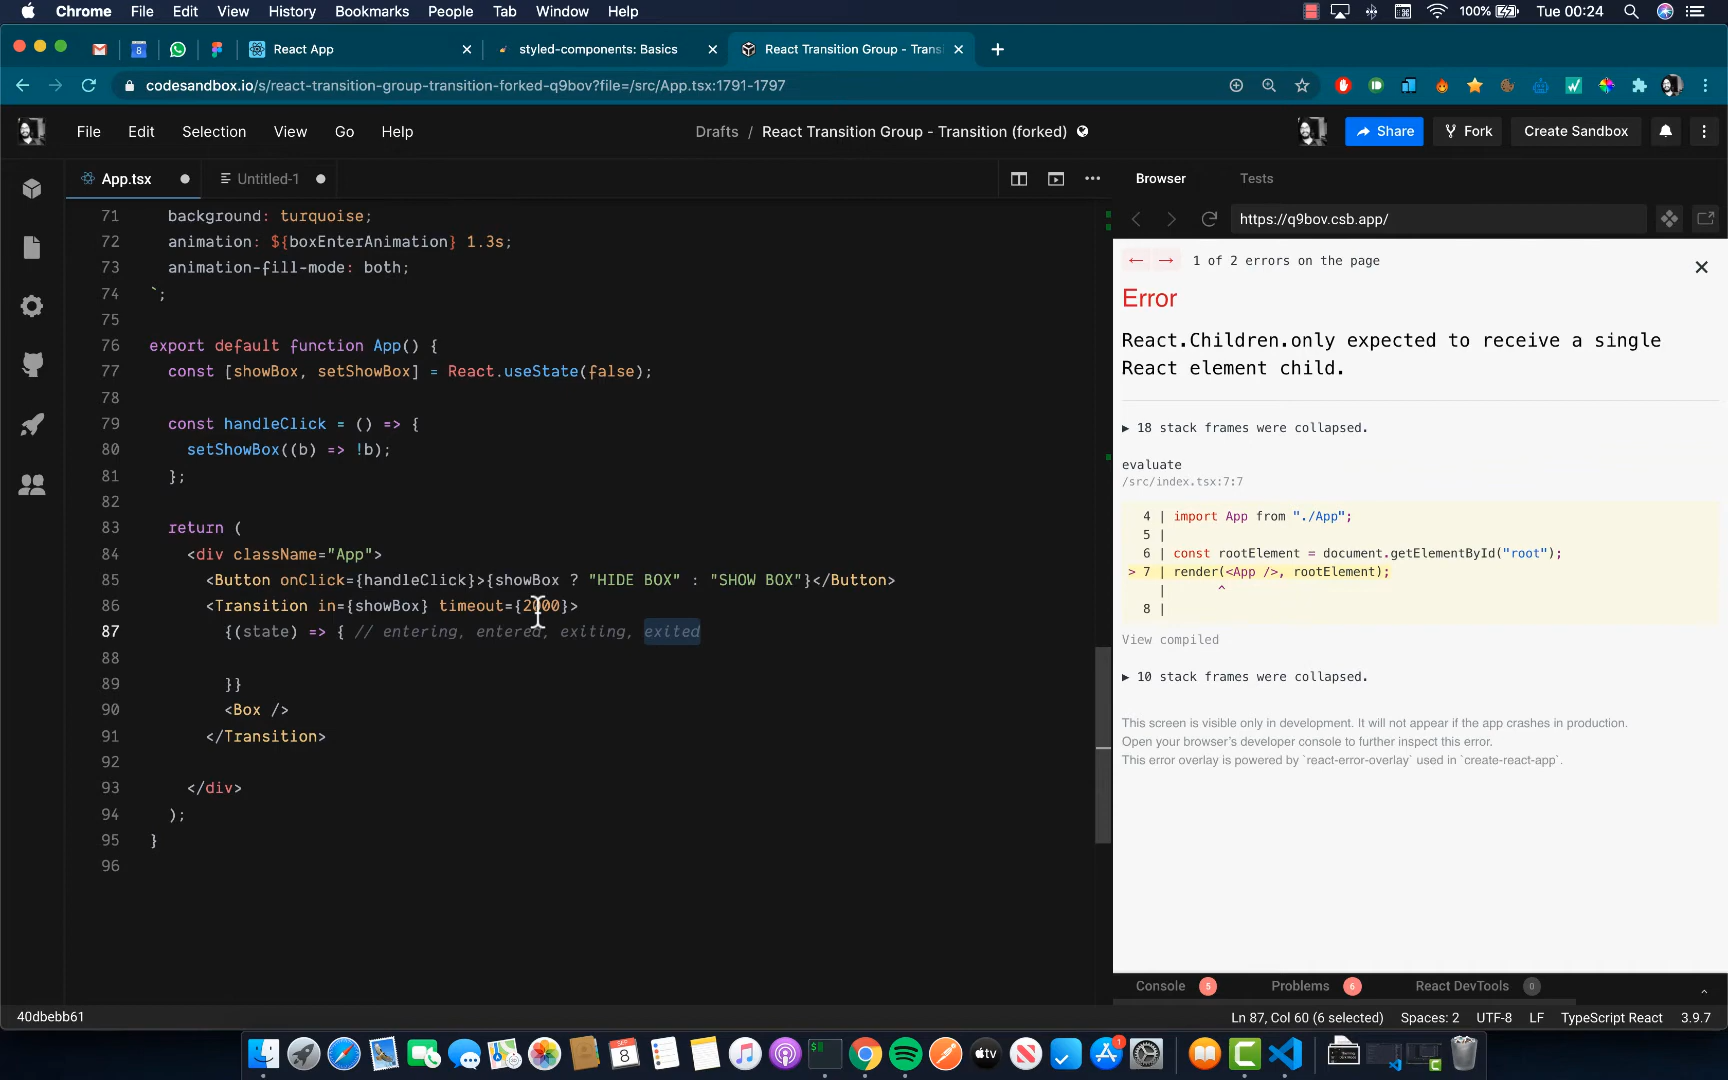 Chrome File Edit View History Bookmarks People Tab Window Help 100% Tue 00:24
React App styled-components: Basics React Transition Group - Trans
codesandbox.io/s/react-transition-group-transition-forked-q9bov?file=/src/App.tsx:1791-1797
File Edit Selection View Go Help Drafts / React Transition Group - Transition (forked) Share Fork Create Sandbox
App.tsx Untitled-1 Browser Tests
https://q9bov.csb.app/
71 background: turquoise;
72 animation: ${boxEnterAnimation} 1.3s;
73 animation-fill-mode: both;
74 `;
75
76 export default function App() {
77 const [showBox, setShowBox] = React.useState(false);
78
79 const handleClick = () => {
80 setShowBox((b) => !b);
81 };
82
83 return (
84 <div className="App">
85 <Button onClick={handleClick}>{showBox ? "HIDE BOX" : "SHOW BOX"}</Button>
86 <Transition in={showBox} timeout={2000}>
87 {(state) => { // entering, entered, exiting, exited
88
89 }}
90 <Box />
91 </Transition>
92
93 </div>
94 );
95 }
96
1 of 2 errors on the page
Error
React.Children.only expected to receive a single
React element child.
▶ 18 stack frames were collapsed.
evaluate
/src/index.tsx:7:7
4 | import App from "./App";
5 |
6 | const rootElement = document.getElementById("root");
> 7 | render(<App />, rootElement);
| ^
8 |
View compiled
▶ 10 stack frames were collapsed.
This screen is visible only in development. It will not appear if the app crashes in production.
Open your browser's developer console to further inspect this error.
This error overlay is powered by `react-error-overlay` used in `create-react-app`.
Console 5 Problems 6 React DevTools 0
40dbebb61 Ln 87, Col 60 (6 selected) Spaces: 2 UTF-8 LF TypeScript React 3.9.7